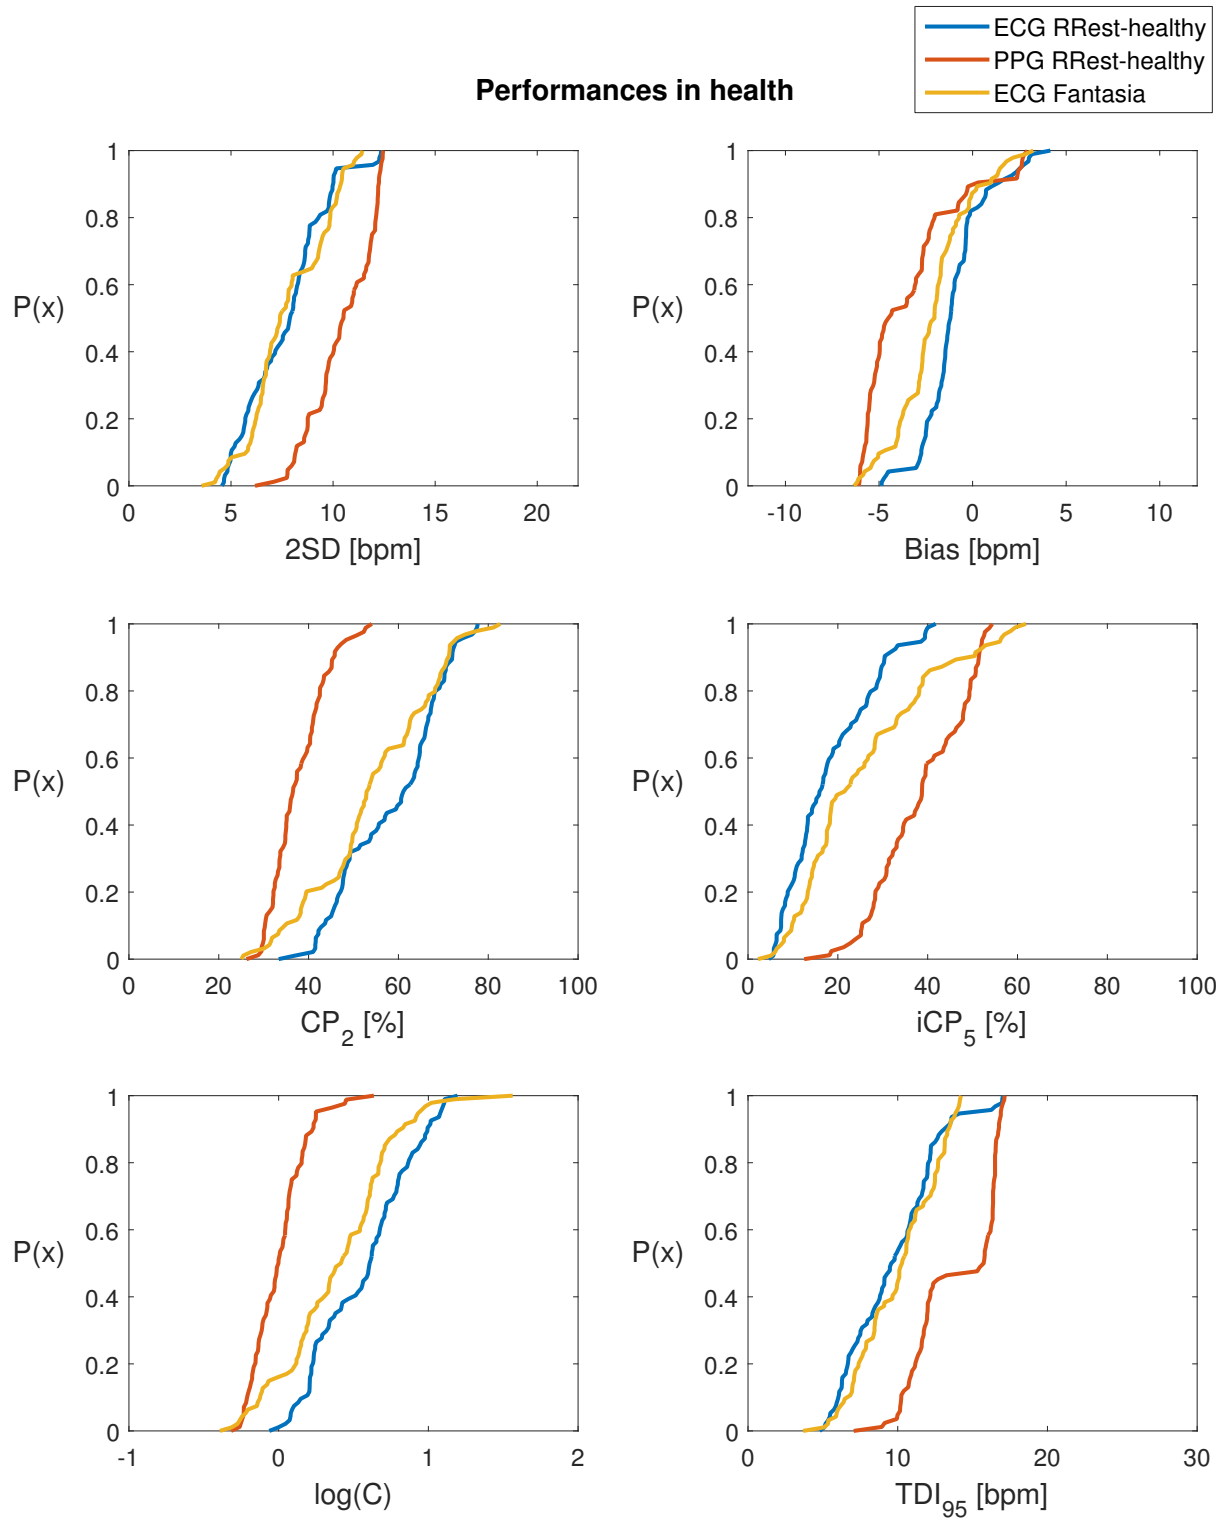 ECG RRest-healthy
PPG RRest-healthy
ECG Fantasia
Performances in health
1
0.8
0.6
0.4
0.2
0
P(x)
0 5 10 15 20
2SD [bpm]
1
0.8
0.6
0.4
0.2
0
P(x)
-10 -5 0 5 10
Bias [bpm]
1
0.8
0.6
0.4
0.2
0
P(x)
0 20 40 60 80 100
CP2 [%]
1
0.8
0.6
0.4
0.2
0
P(x)
0 20 40 60 80 100
iCP5 [%]
1
0.8
0.6
0.4
0.2
0
P(x)
-1 0 1 2
log(C)
1
0.8
0.6
0.4
0.2
0
P(x)
0 10 20 30
TDI95 [bpm]